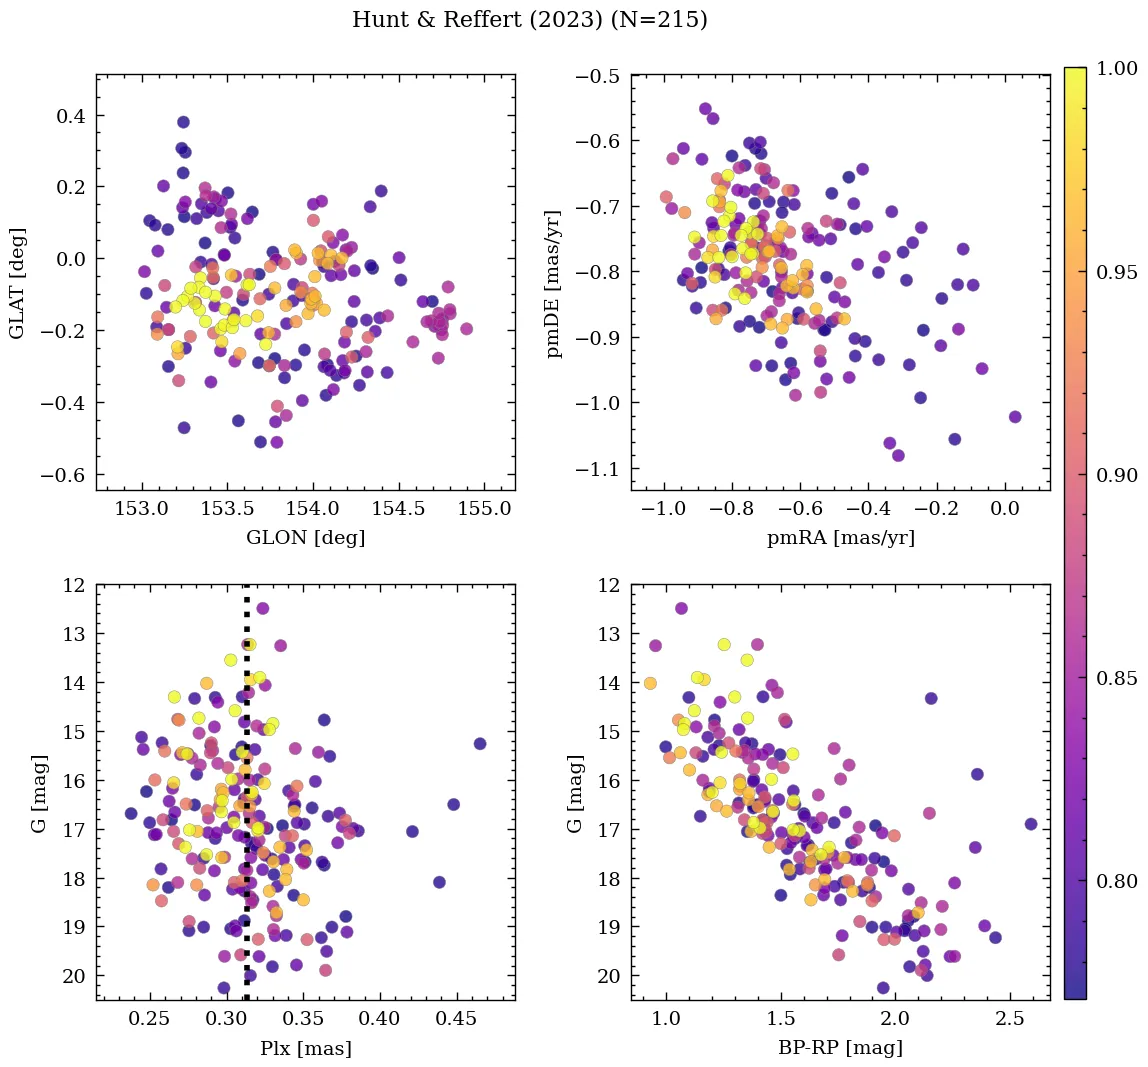 Hunt & Reffert (2023) (N=215)
0.4
0.2
0.0
−0.2
−0.4
−0.6
GLAT [deg]
153.0 153.5 154.0 154.5 155.0
GLON [deg]
−0.5
−0.6
−0.7
−0.8
−0.9
−1.0
−1.1
pmDE [mas/yr]
−1.0 −0.8 −0.6 −0.4 −0.2 0.0
pmRA [mas/yr]
12
13
14
15
16
17
18
19
20
G [mag]
0.25 0.30 0.35 0.40 0.45
Plx [mas]
12
13
14
15
16
17
18
19
20
G [mag]
1.0 1.5 2.0 2.5
BP-RP [mag]
1.00
0.95
0.90
0.85
0.80